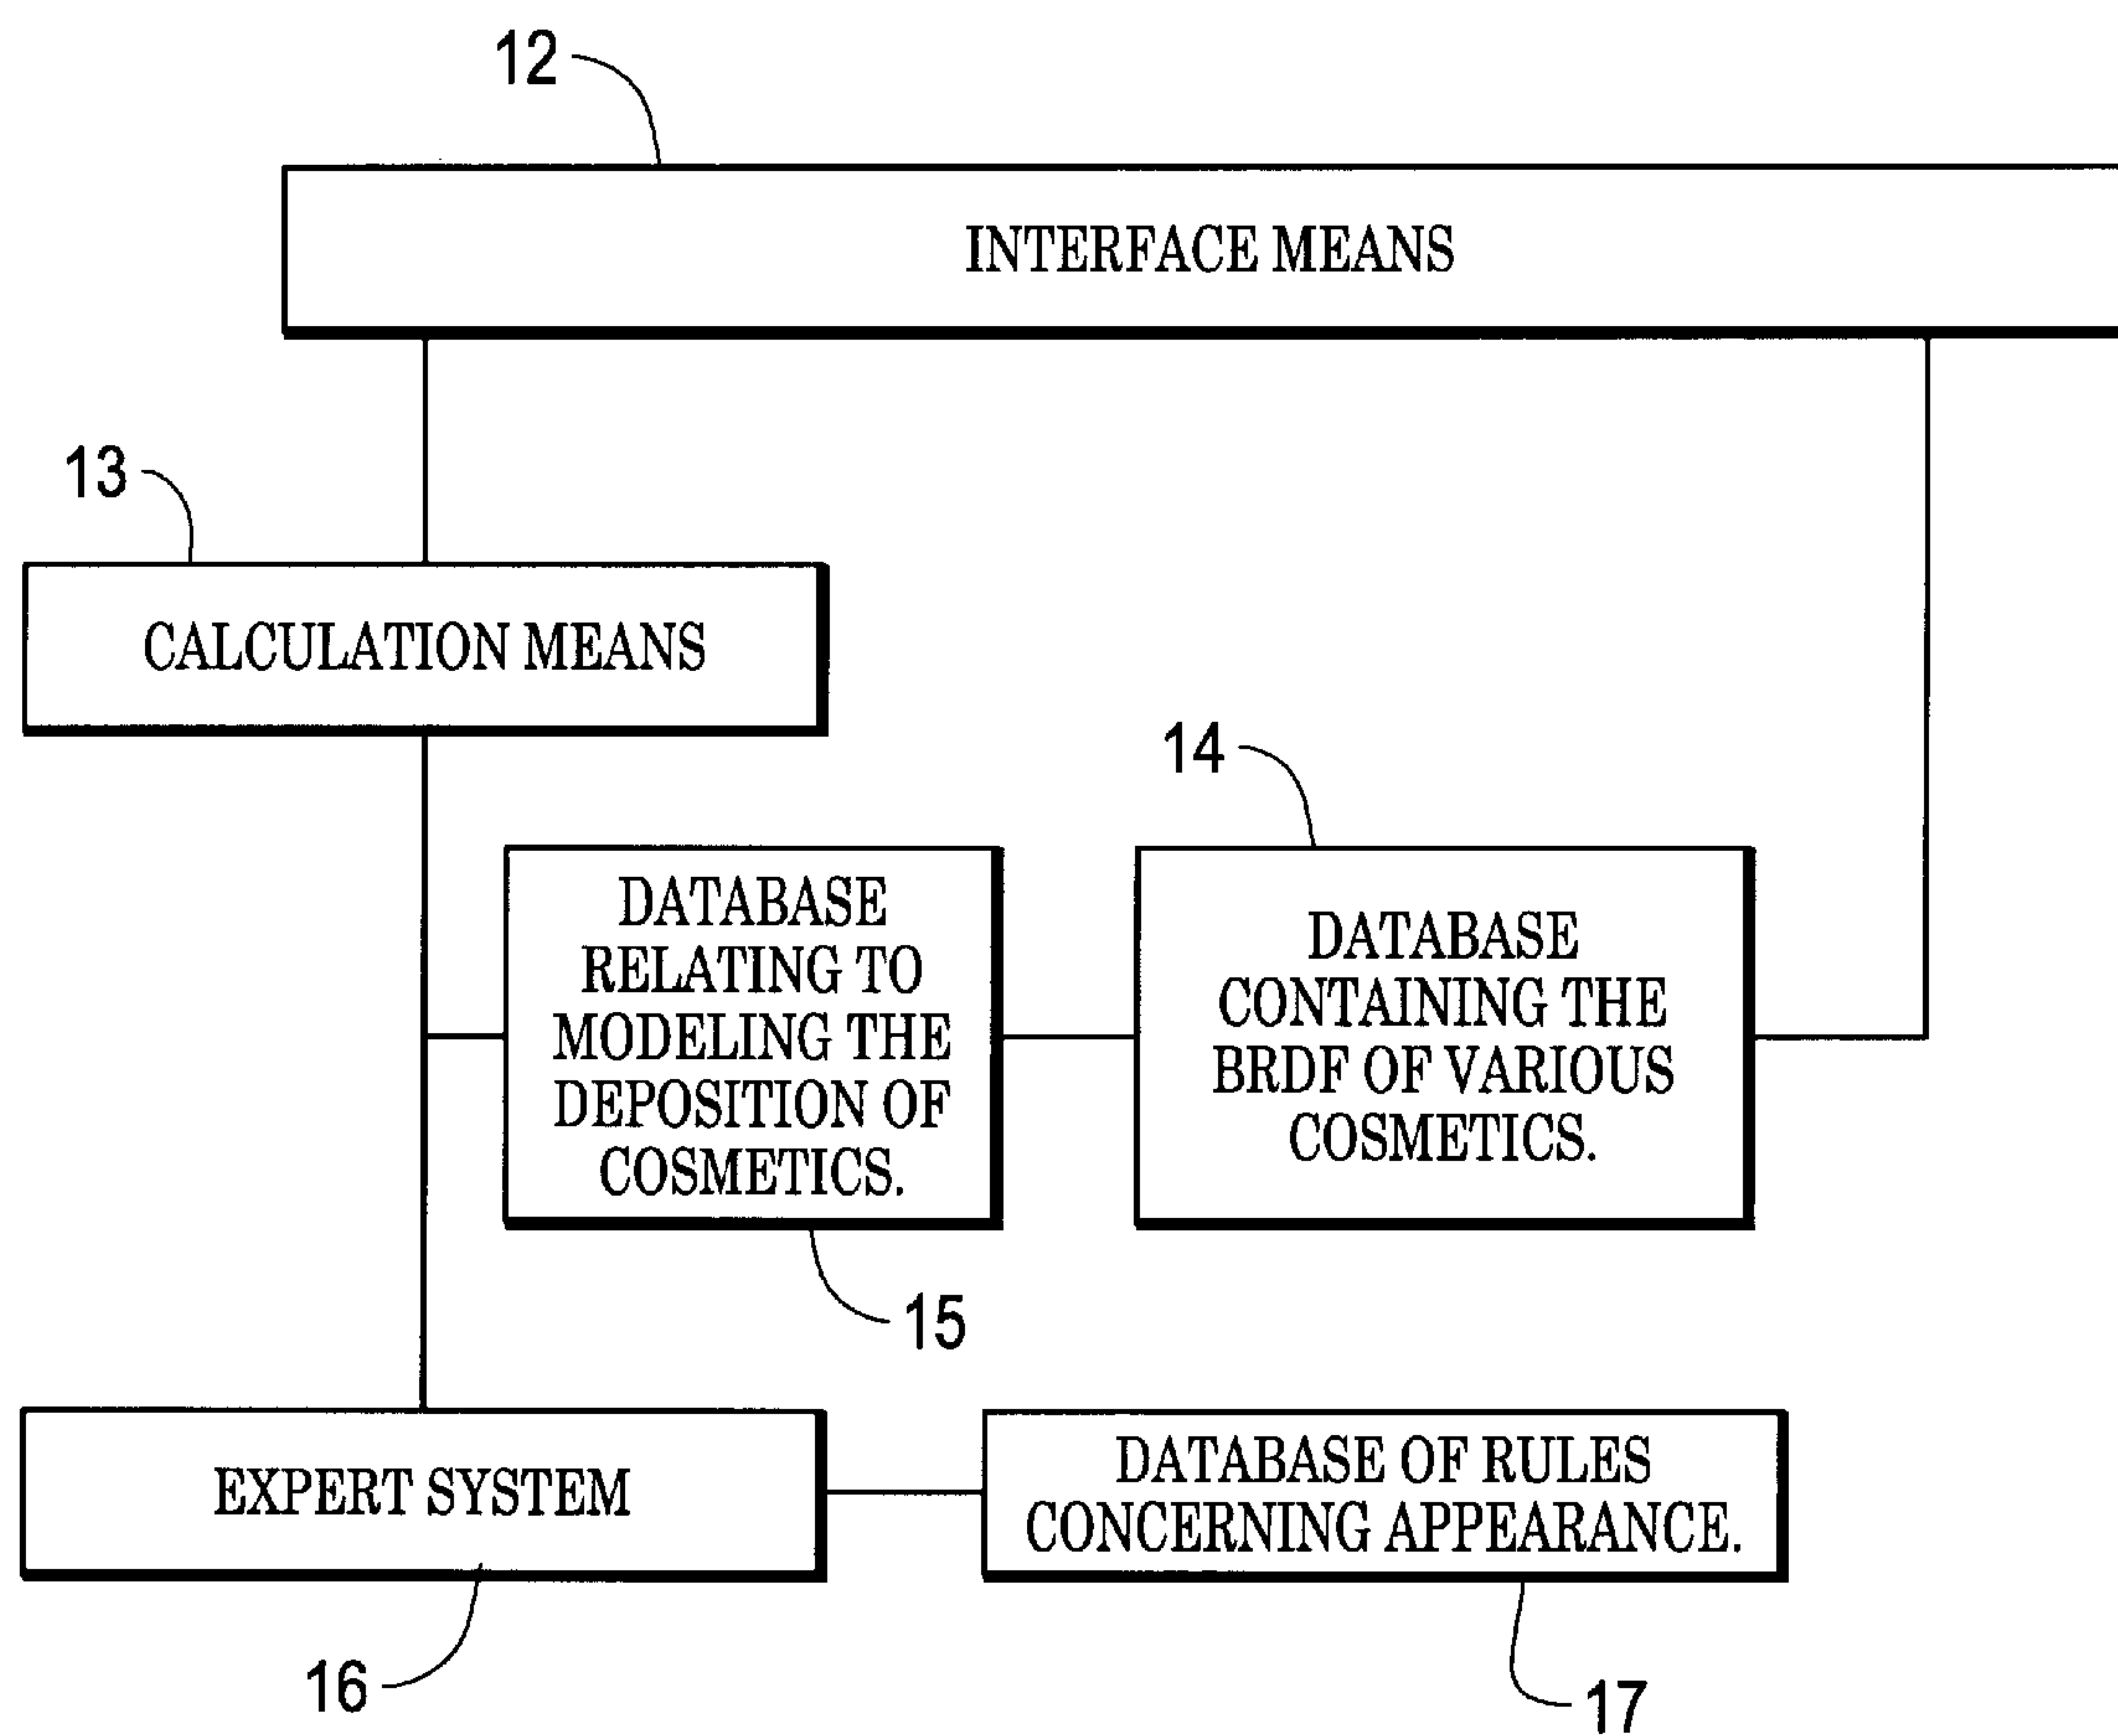 12
INTERFACE MEANS
13
CALCULATION MEANS
14
DATABASE
RELATING TO
MODELING THE
DEPOSITION OF
COSMETICS.
DATABASE
CONTAINING THE
BRDF OF VARIOUS
COSMETICS.
15
EXPERT SYSTEM
DATABASE OF RULES
CONCERNING APPEARANCE.
16
17